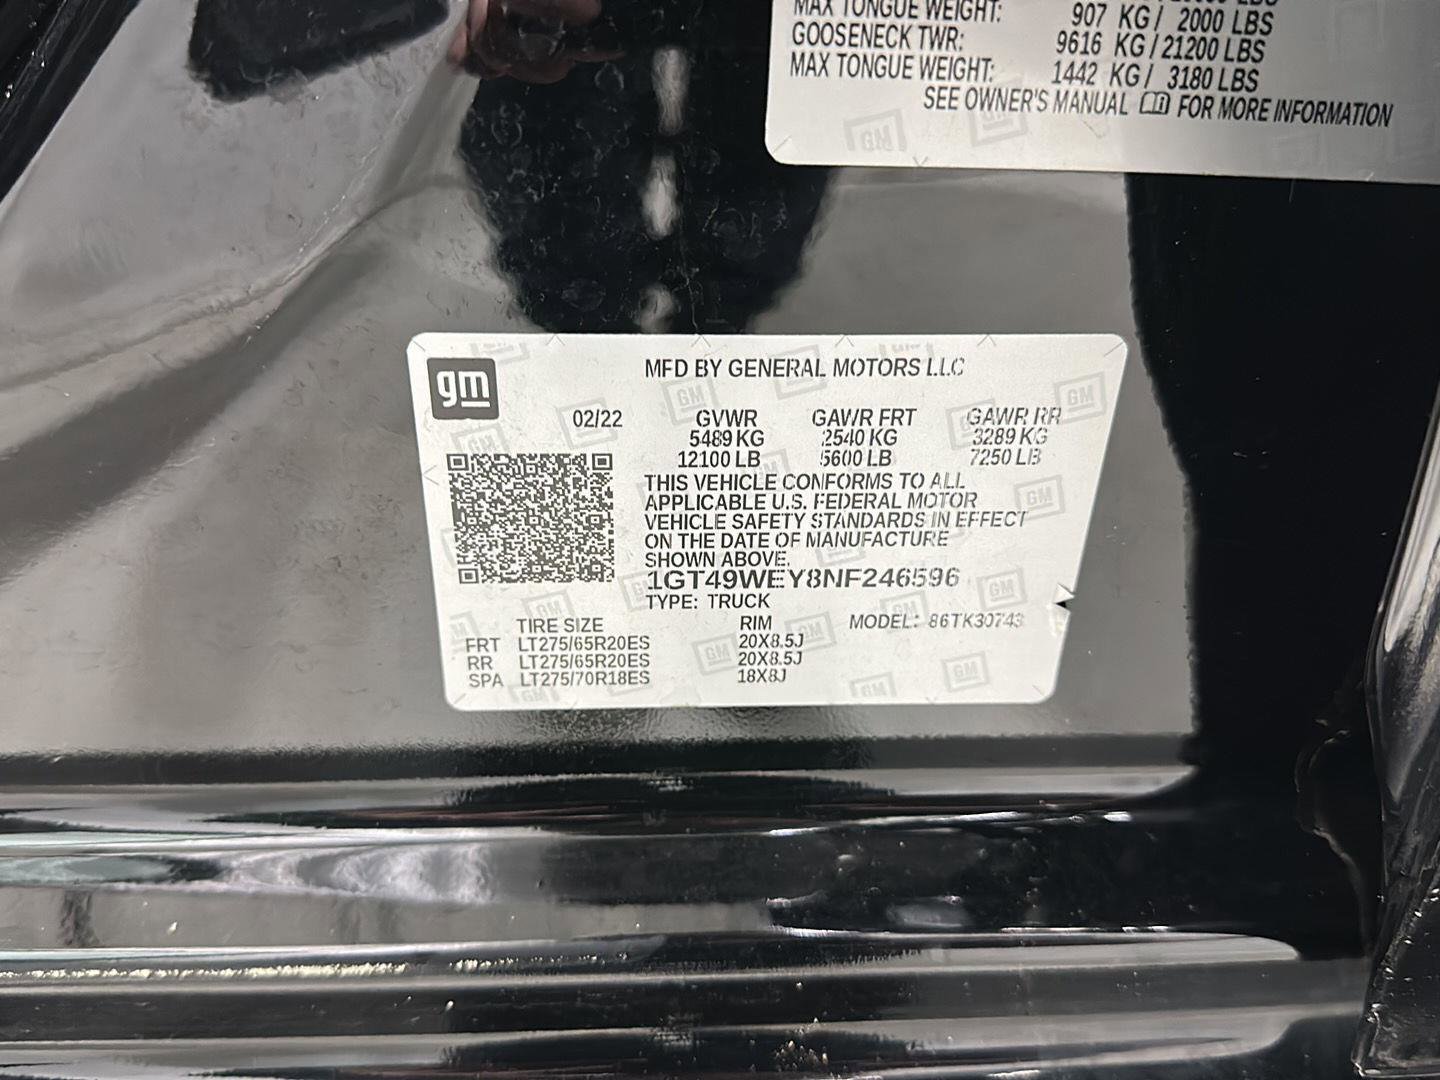 MAX TONGUE WEIGHT: 907 KG / 2000 LBS
GOOSENECK TWR: 9616 KG / 21200 LBS
MAX TONGUE WEIGHT: 1442 KG / 3180 LBS
SEE OWNER'S MANUAL FOR MORE INFORMATION
gm
MFD BY GENERAL MOTORS LLC
02/22 GVWR GAWR FRT GAWR RR
5489 KG 2540 KG 3289 KG
12100 LB 5600 LB 7250 LB
THIS VEHICLE CONFORMS TO ALL
APPLICABLE U.S. FEDERAL MOTOR
VEHICLE SAFETY STANDARDS IN EFFECT
ON THE DATE OF MANUFACTURE
SHOWN ABOVE.
1GT49WEY8NF246596
TYPE: TRUCK
TIRE SIZE RIM MODEL: 86TK30743
FRT LT275/65R20ES 20X8.5J
RR LT275/65R20ES 20X8.5J
SPA LT275/70R18ES 18X8J